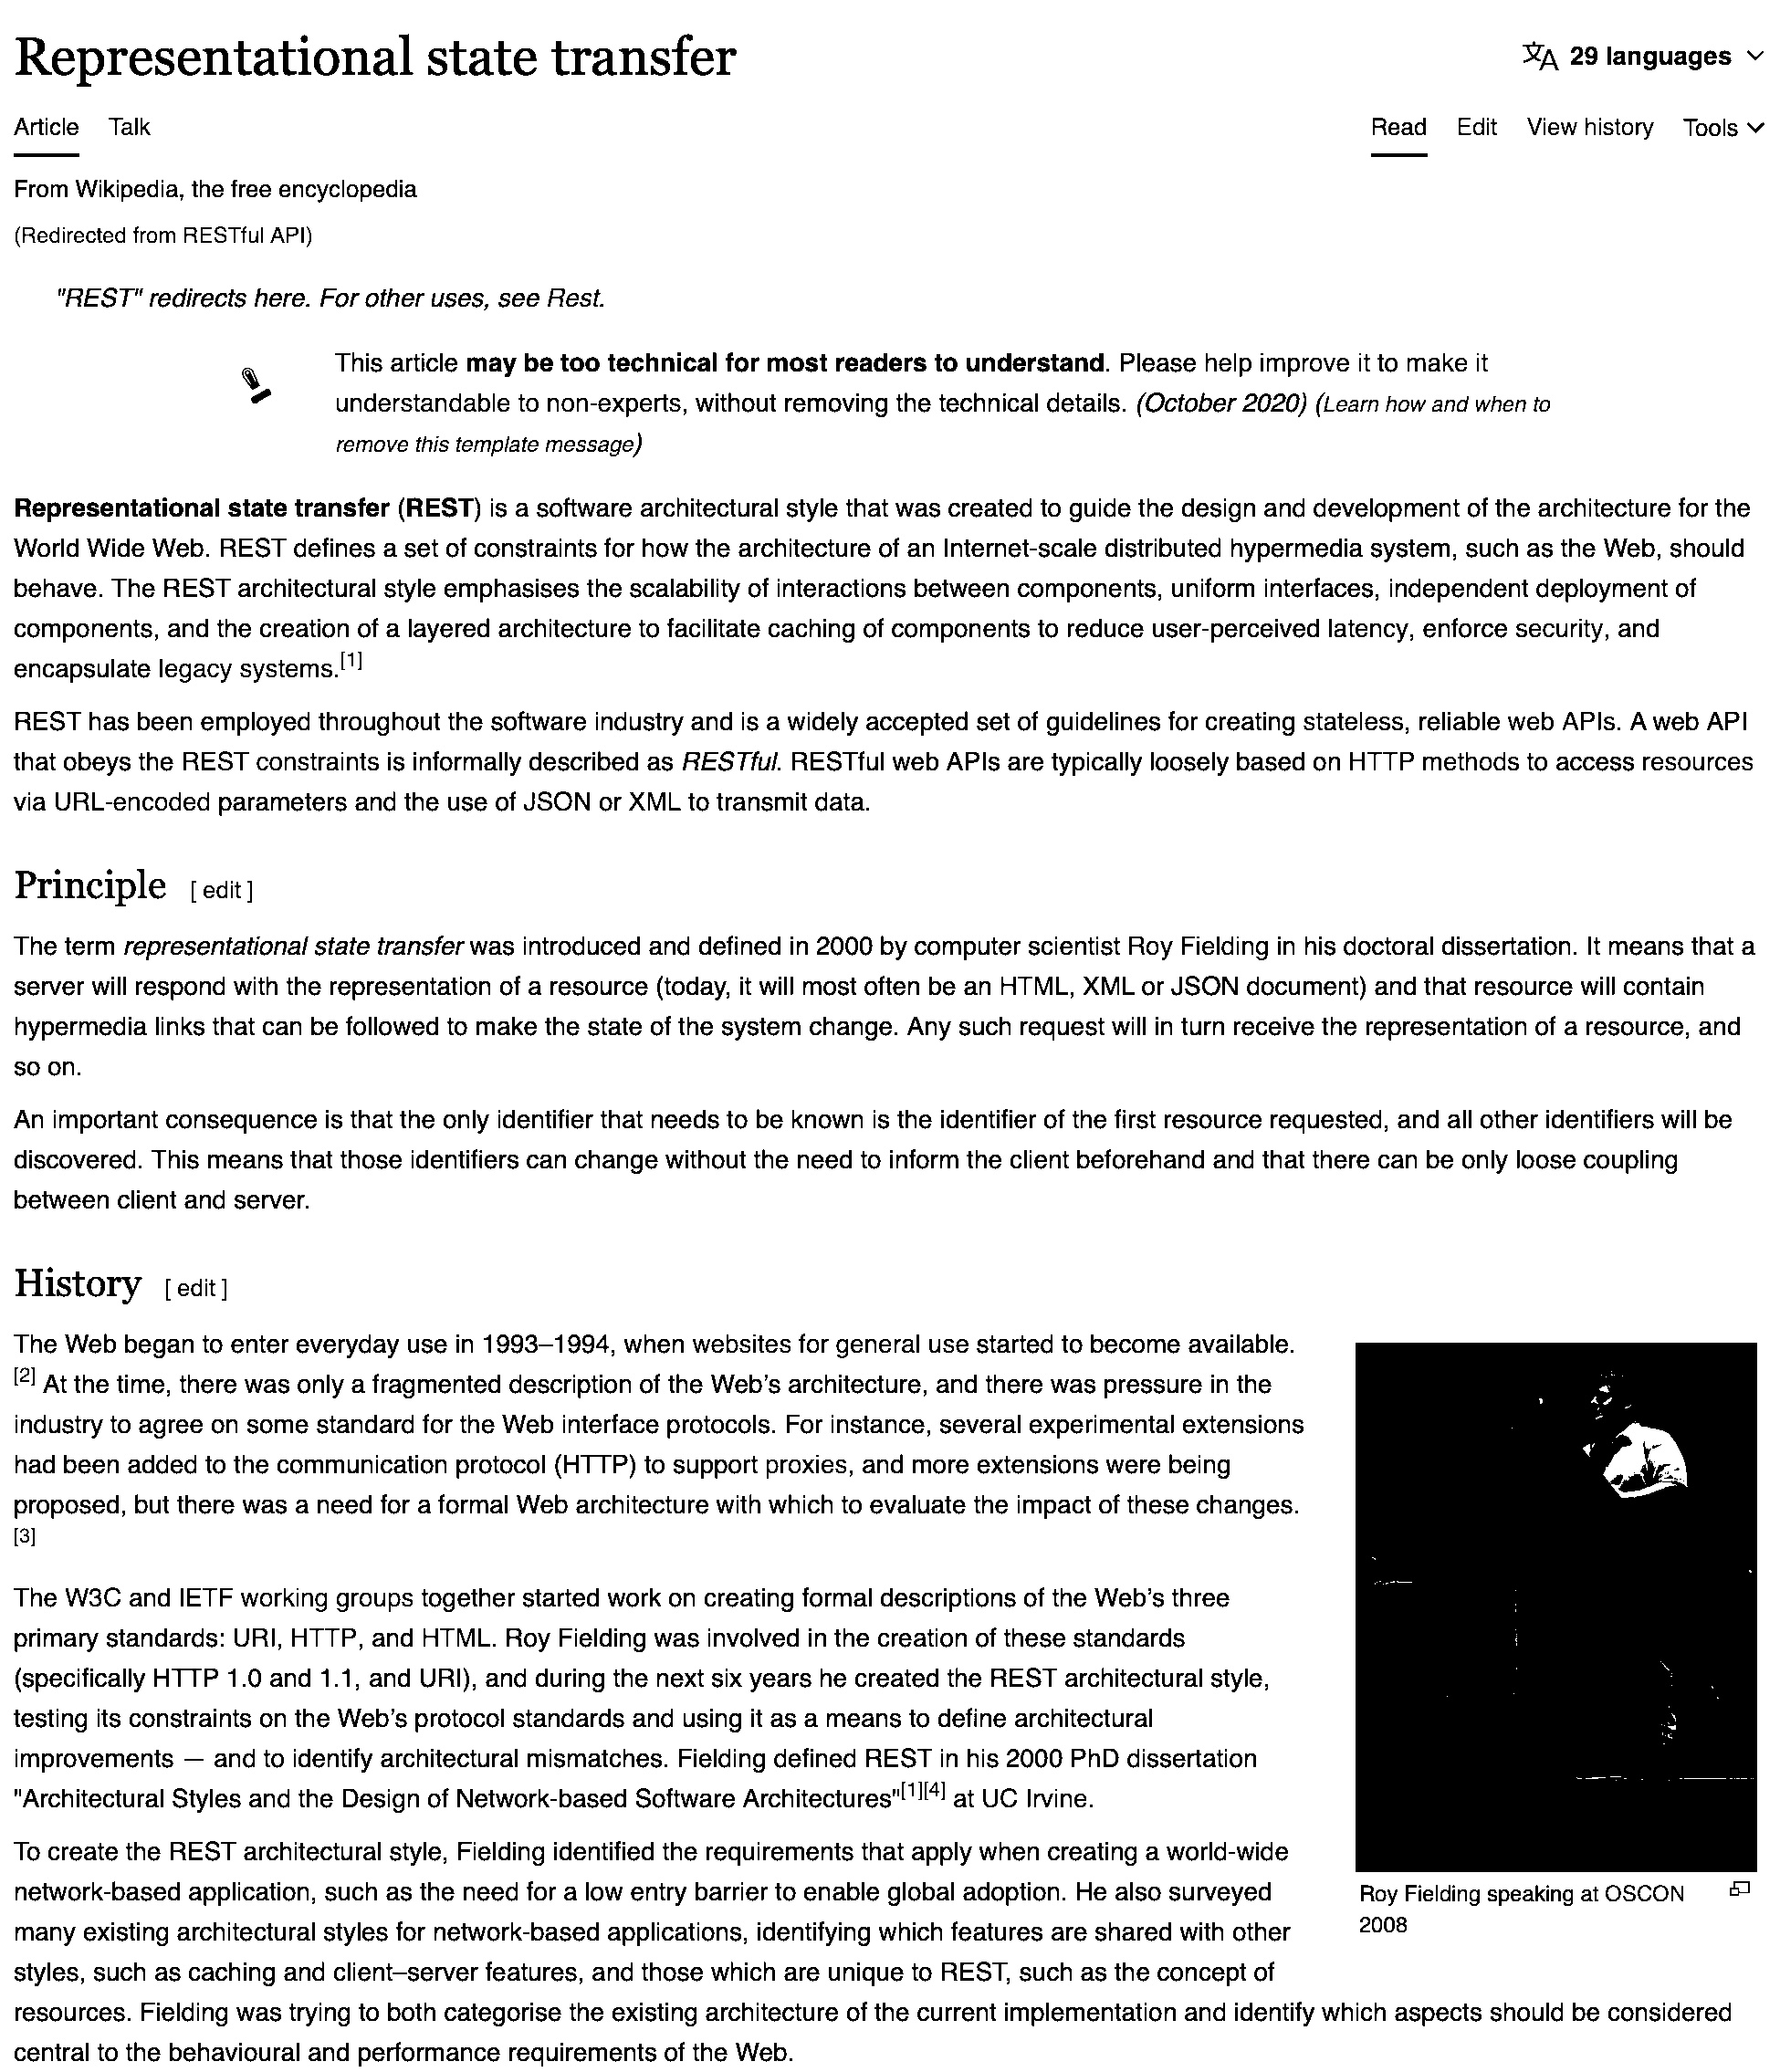 Representational state transfer
29 languages
Article Talk
Read Edit View history Tools
From Wikipedia, the free encyclopedia
(Redirected from RESTful API)
"REST" redirects here. For other uses, see Rest.
This article may be too technical for most readers to understand. Please help improve it to make it
understandable to non-experts, without removing the technical details. (October 2020) (Learn how and when to
remove this template message)
Representational state transfer (REST) is a software architectural style that was created to guide the design and development of the architecture for the
World Wide Web. REST defines a set of constraints for how the architecture of an Internet-scale distributed hypermedia system, such as the Web, should
behave. The REST architectural style emphasises the scalability of interactions between components, uniform interfaces, independent deployment of
components, and the creation of a layered architecture to facilitate caching of components to reduce user-perceived latency, enforce security, and
encapsulate legacy systems.[1]
REST has been employed throughout the software industry and is a widely accepted set of guidelines for creating stateless, reliable web APIs. A web API
that obeys the REST constraints is informally described as RESTful. RESTful web APIs are typically loosely based on HTTP methods to access resources
via URL-encoded parameters and the use of JSON or XML to transmit data.
Principle [ edit ]
The term representational state transfer was introduced and defined in 2000 by computer scientist Roy Fielding in his doctoral dissertation. It means that a
server will respond with the representation of a resource (today, it will most often be an HTML, XML or JSON document) and that resource will contain
hypermedia links that can be followed to make the state of the system change. Any such request will in turn receive the representation of a resource, and
so on.
An important consequence is that the only identifier that needs to be known is the identifier of the first resource requested, and all other identifiers will be
discovered. This means that those identifiers can change without the need to inform the client beforehand and that there can be only loose coupling
between client and server.
History [ edit ]
The Web began to enter everyday use in 1993–1994, when websites for general use started to become available.
[2] At the time, there was only a fragmented description of the Web's architecture, and there was pressure in the
industry to agree on some standard for the Web interface protocols. For instance, several experimental extensions
had been added to the communication protocol (HTTP) to support proxies, and more extensions were being
proposed, but there was a need for a formal Web architecture with which to evaluate the impact of these changes.
[3]
The W3C and IETF working groups together started work on creating formal descriptions of the Web's three
primary standards: URI, HTTP, and HTML. Roy Fielding was involved in the creation of these standards
(specifically HTTP 1.0 and 1.1, and URI), and during the next six years he created the REST architectural style,
testing its constraints on the Web's protocol standards and using it as a means to define architectural
improvements — and to identify architectural mismatches. Fielding defined REST in his 2000 PhD dissertation
"Architectural Styles and the Design of Network-based Software Architectures"[1][4] at UC Irvine.
To create the REST architectural style, Fielding identified the requirements that apply when creating a world-wide
network-based application, such as the need for a low entry barrier to enable global adoption. He also surveyed
many existing architectural styles for network-based applications, identifying which features are shared with other
styles, such as caching and client–server features, and those which are unique to REST, such as the concept of
resources. Fielding was trying to both categorise the existing architecture of the current implementation and identify which aspects should be considered
central to the behavioural and performance requirements of the Web.
Roy Fielding speaking at OSCON
2008